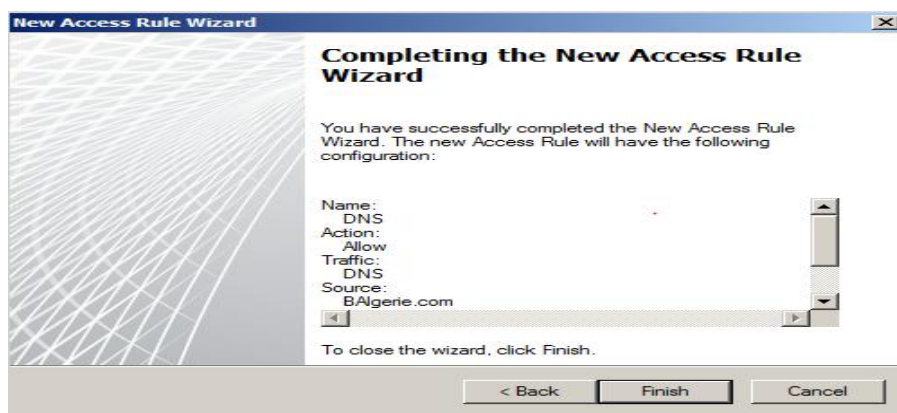 New Access Rule Wizard
Completing the New Access Rule
Wizard
You have successfully completed the New Access Rule
Wizard. The new Access Rule will have the following
configuration:
Name:
DNS
Action:
Allow
Traffic:
DNS
Source:
BAlgerie.com
To close the wizard, click Finish.
< Back Finish Cancel